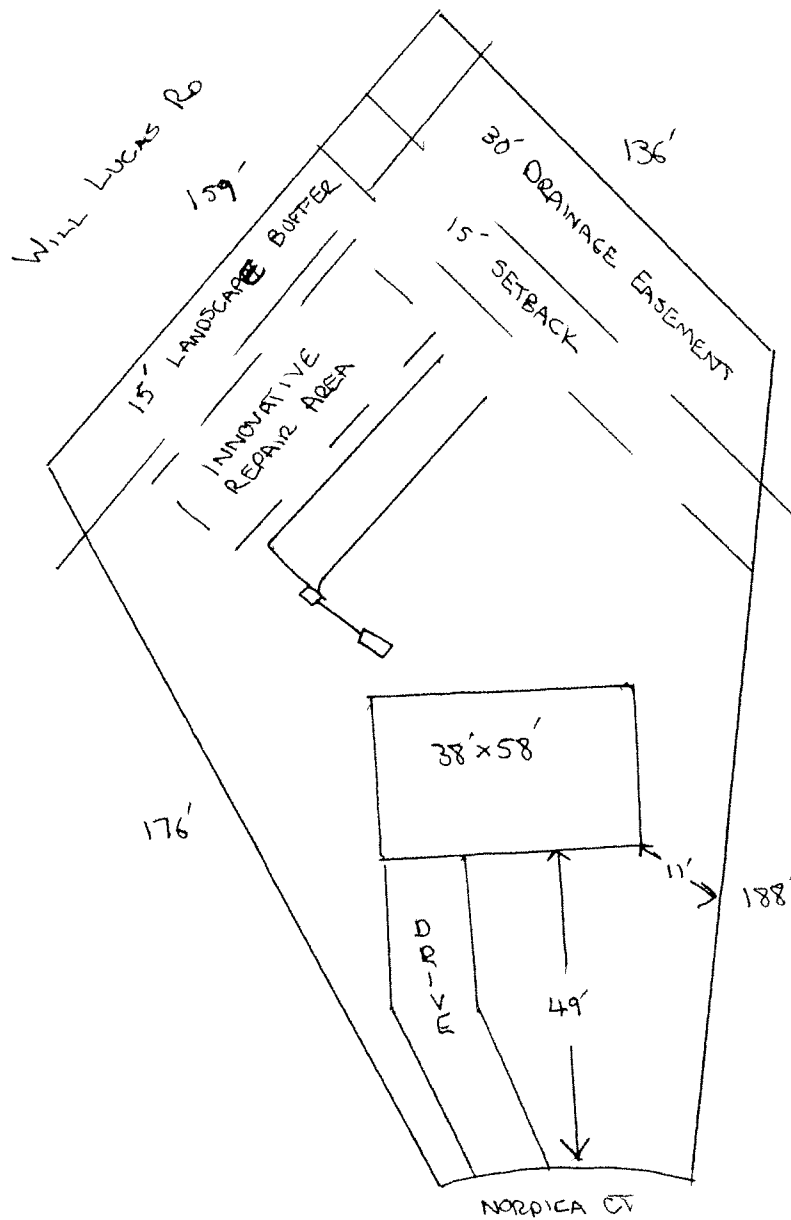 WILL LUCAS RD
159'
136'
30' DRAINAGE EASEMENT
15' LANDSCAPE BUFFER
15' SETBACK
INNOVATIVE
REPAIR AREA
38'x58'
176'
11'
188'
DRIVE
49'
NORDICA CT